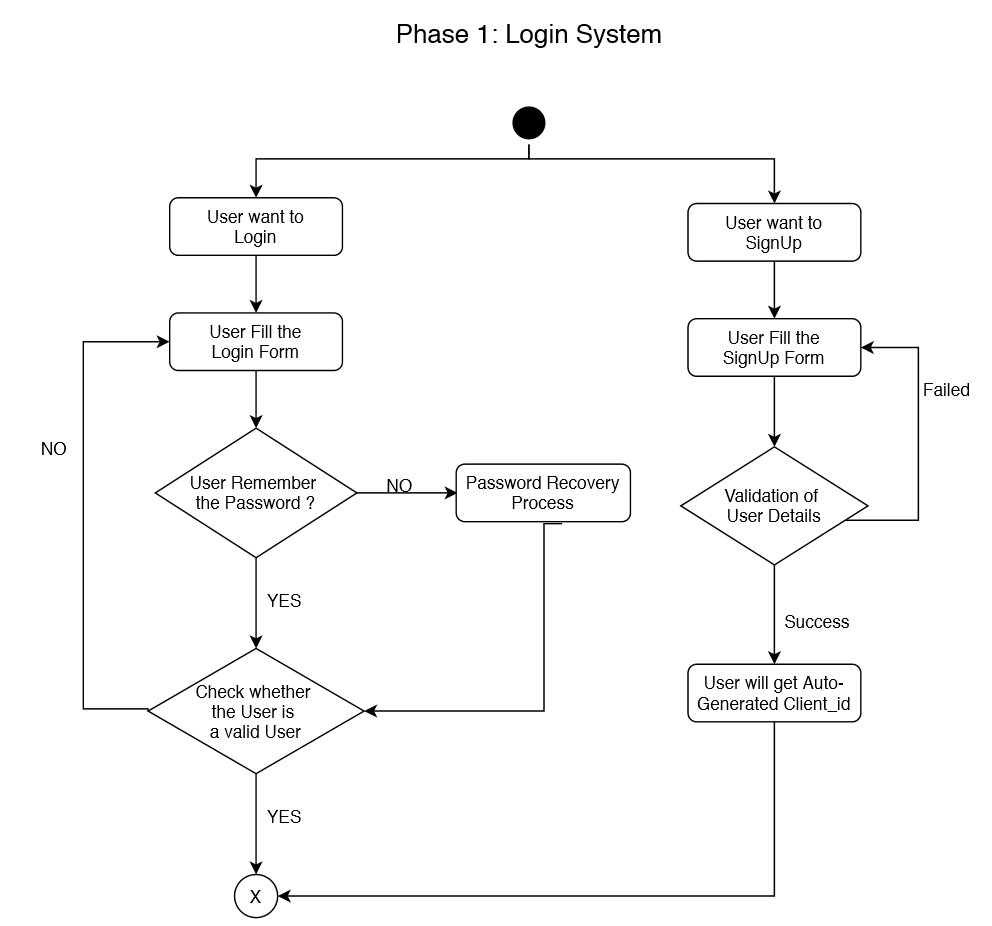 Phase 1: Login System
User want to
Login
User want to
SignUp
User Fill the
Login Form
User Fill the
SignUp Form
Failed
NO
User Remember
the Password ?
NO
Password Recovery
Process
Validation of
User Details
YES
Success
Check whether
the User is
a valid User
User will get Auto-
Generated Client_id
YES
X